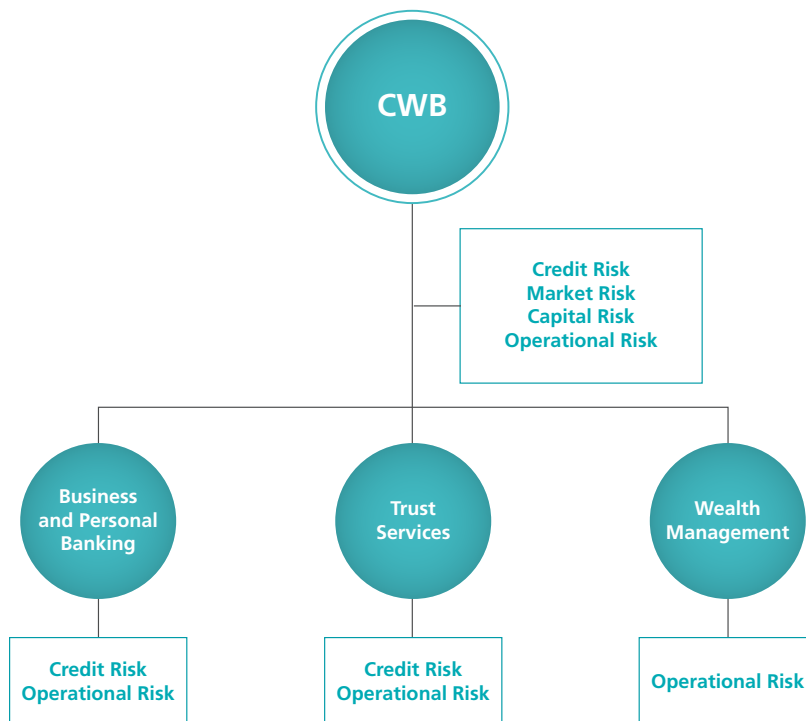 CWB
Credit Risk
Market Risk
Capital Risk
Operational Risk
Business
and Personal
Banking
Trust
Services
Wealth
Management
Credit Risk
Operational Risk
Credit Risk
Operational Risk
Operational Risk